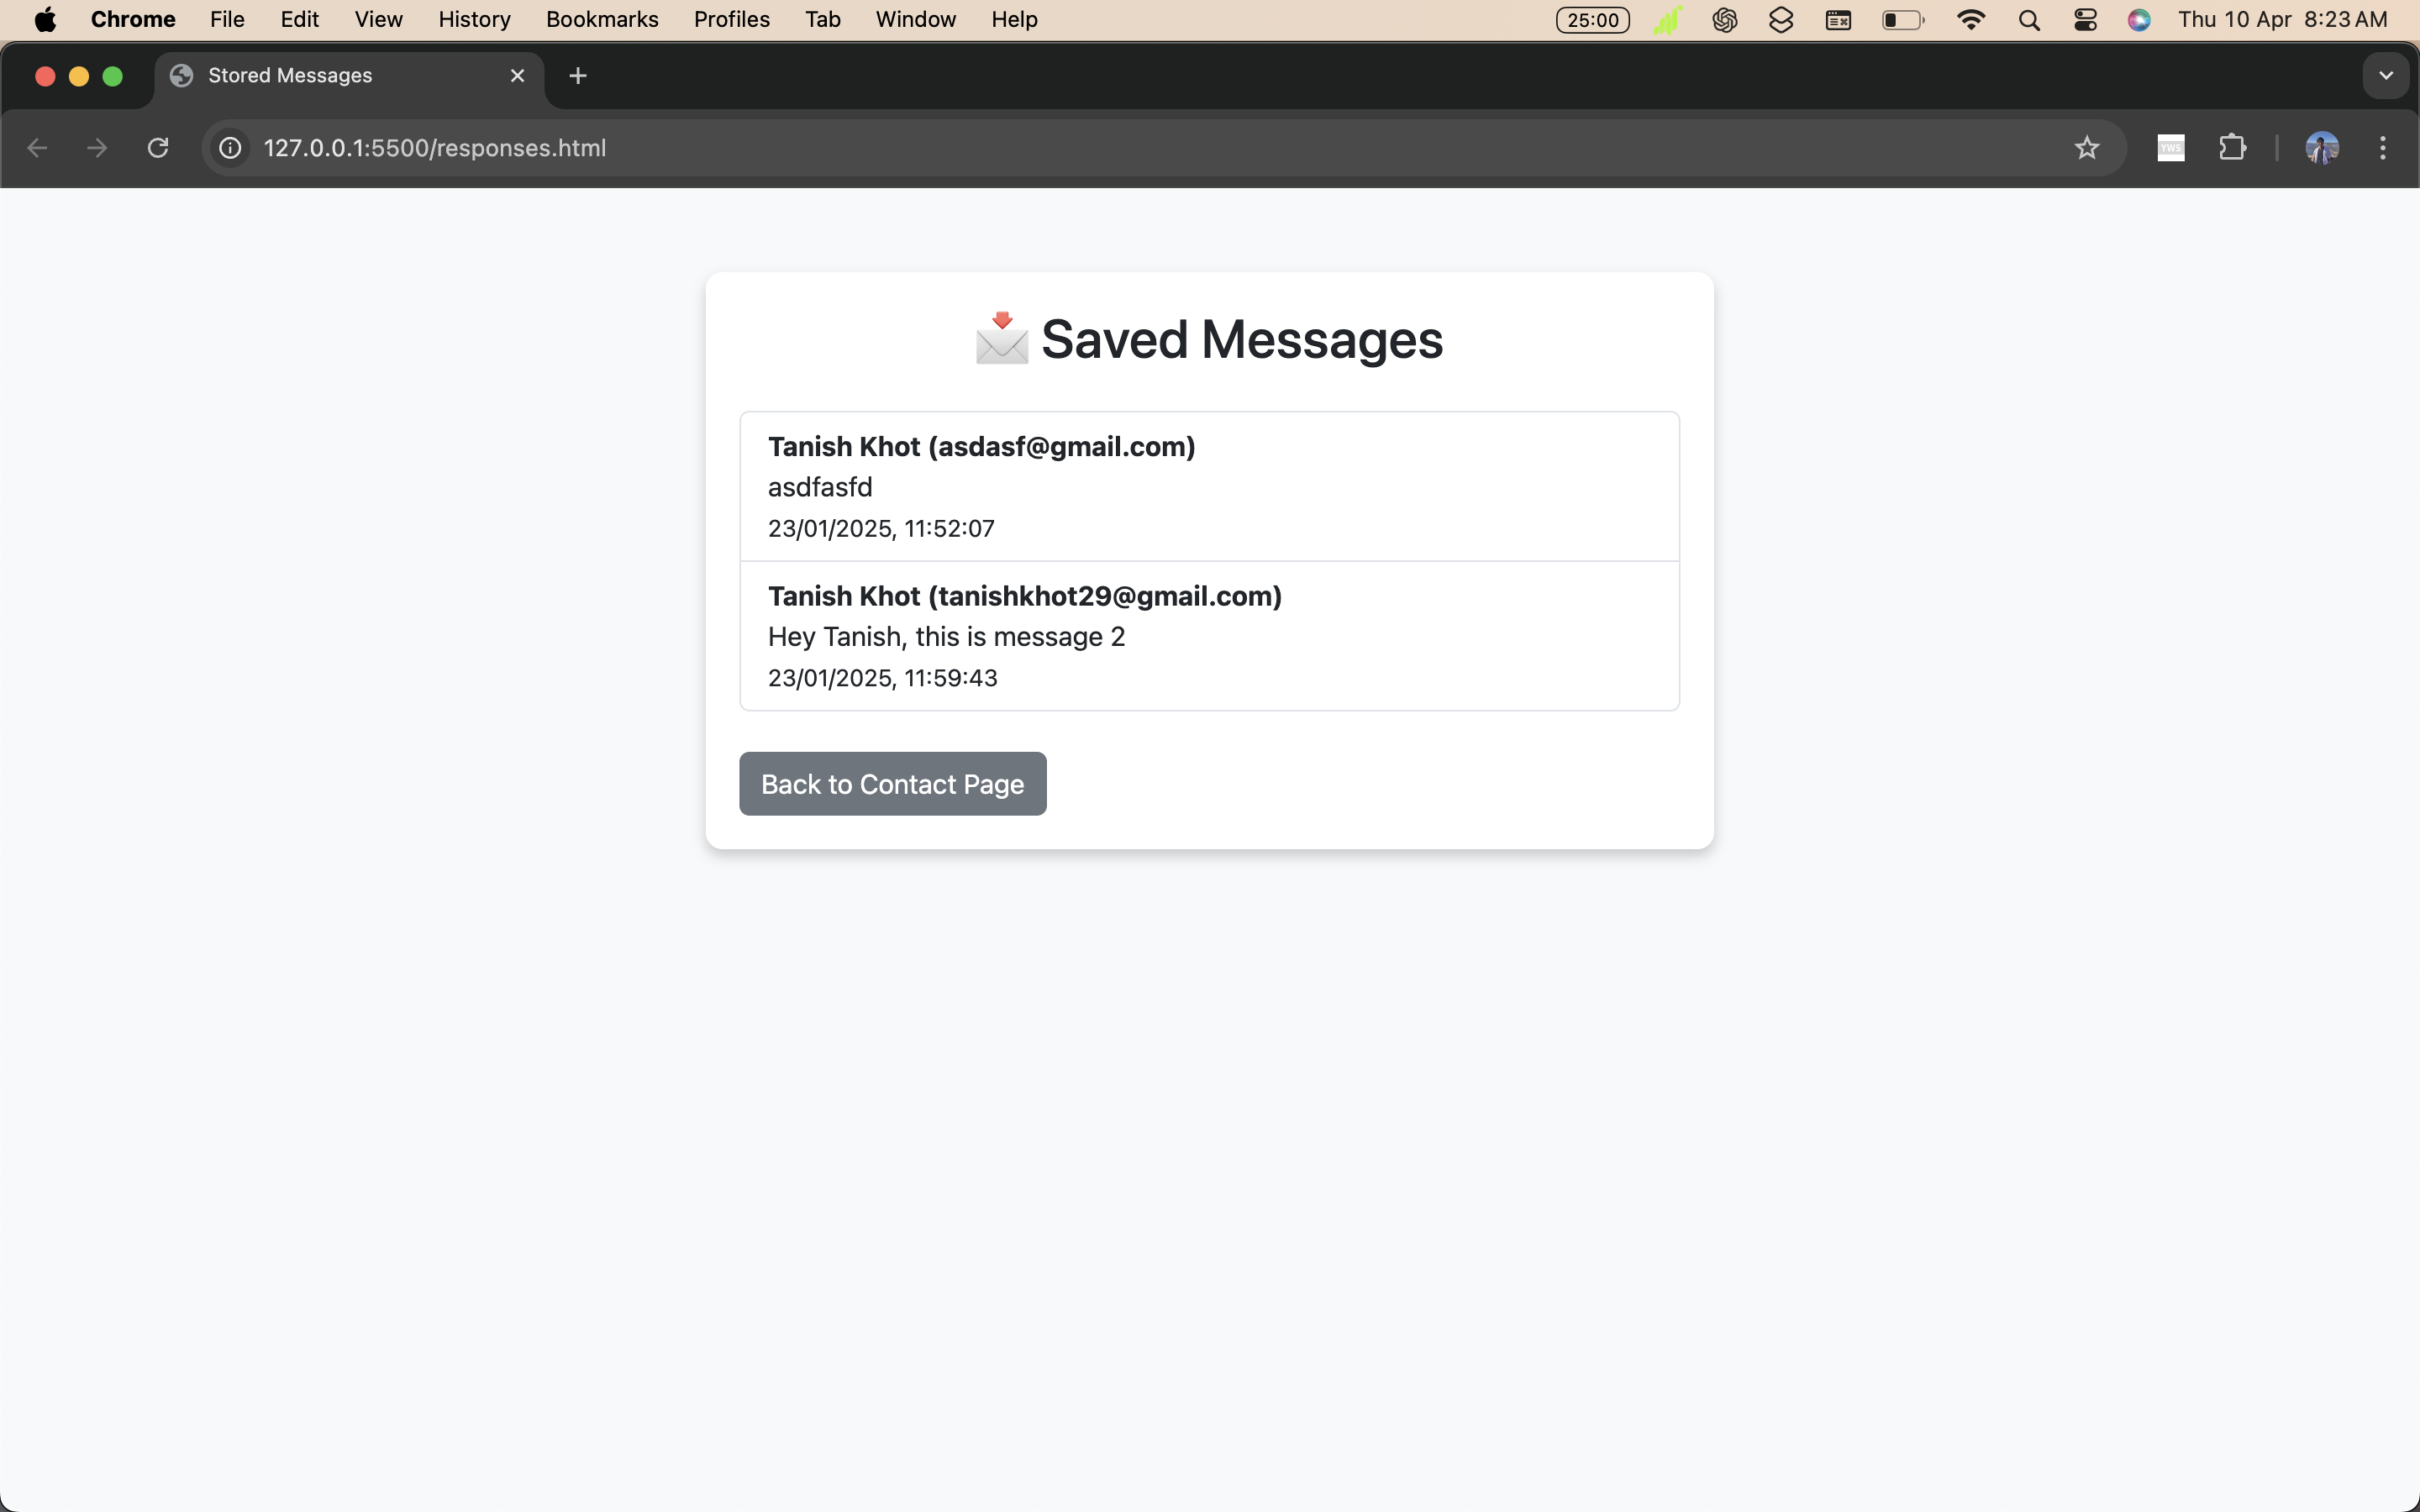 Chrome File Edit View History Bookmarks Profiles Tab Window Help 25:00 Thu 10 Apr 8:23 AM
Stored Messages
127.0.0.1:5500/responses.html YWS
Saved Messages
Tanish Khot (asdasf@gmail.com)
asdfasfd
23/01/2025, 11:52:07
Tanish Khot (tanishkhot29@gmail.com)
Hey Tanish, this is message 2
23/01/2025, 11:59:43
Back to Contact Page